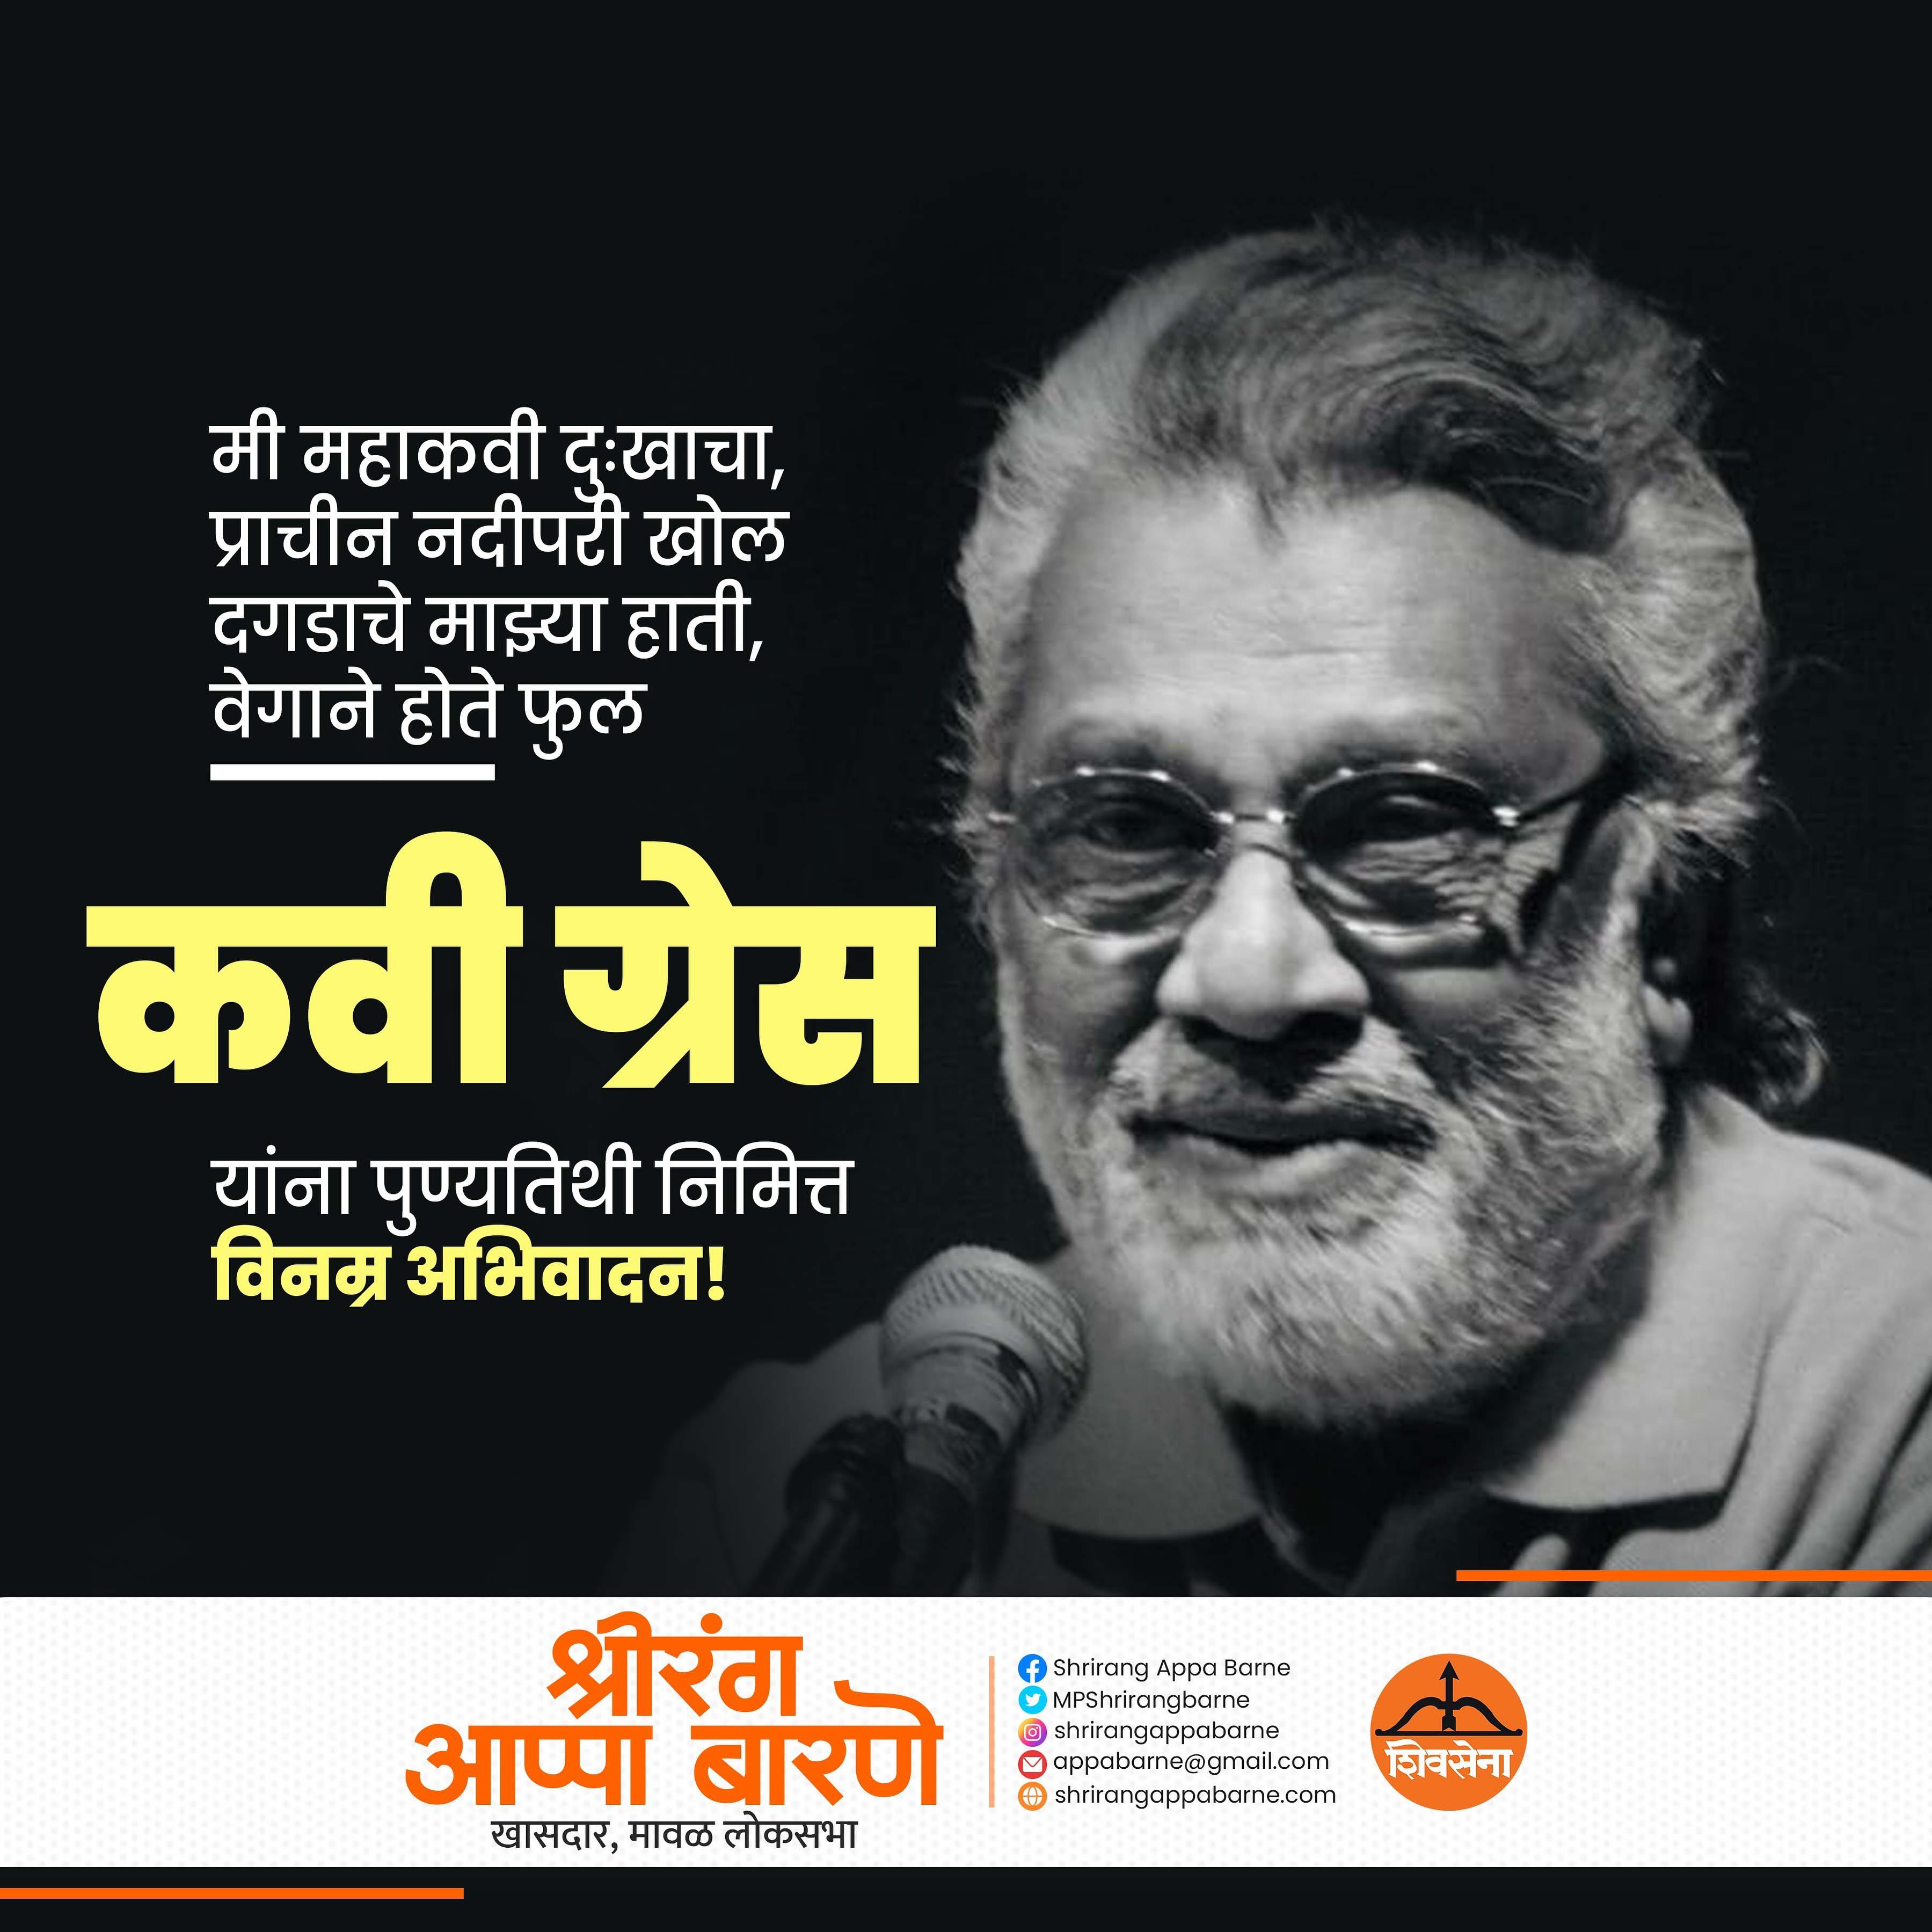 मी महाकवी दुःखाचा,
प्राचीन नदीपरी खोल
दगडाचे माझ्या हाती,
वेगाने होते फुल
कवी ग्रेस
यांना पुण्यतिथी निमित्त
विनम्र अभिवादन!
श्रीरंग
आप्पा बारणे
खासदार, मावळ लोकसभा
Shrirang Appa Barne
MPShrirangbarne
shrirangappabarne
appabarne@gmail.com
shrirangappabarne.com
शिवसेना